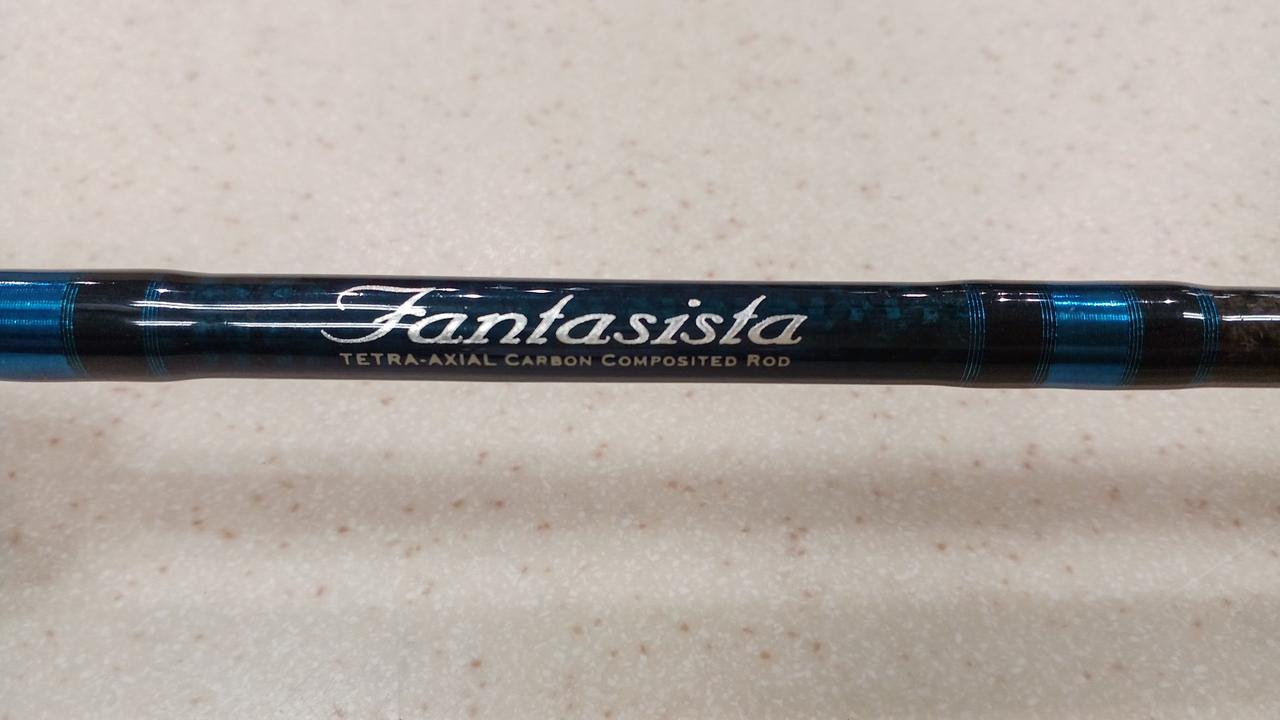 Fantasista
TETRA-AXIAL CARBON COMPOSITED ROD